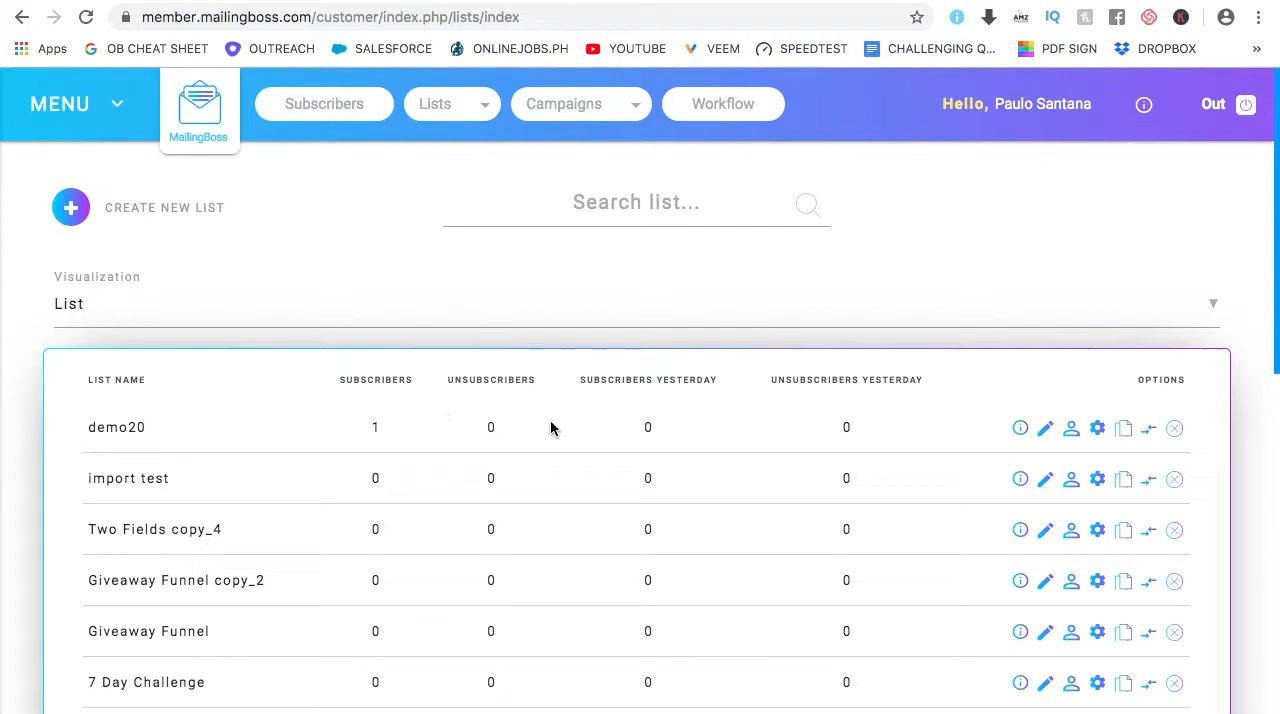 member.mailingboss.com/customer/index.php/lists/index
AMZ IQ
Apps OB CHEAT SHEET OUTREACH SALESFORCE ONLINEJOBS.PH YOUTUBE VEEM SPEEDTEST CHALLENGING Q... PDF SIGN DROPBOX »
MENU MailingBoss Subscribers Lists Campaigns Workflow Hello, Paulo Santana Out
CREATE NEW LIST Search list...
Visualization
List
LIST NAME SUBSCRIBERS UNSUBSCRIBERS SUBSCRIBERS YESTERDAY UNSUBSCRIBERS YESTERDAY OPTIONS
demo20 1 0 0 0
import test 0 0 0 0
Two Fields copy_4 0 0 0 0
Giveaway Funnel copy_2 0 0 0 0
Giveaway Funnel 0 0 0 0
7 Day Challenge 0 0 0 0